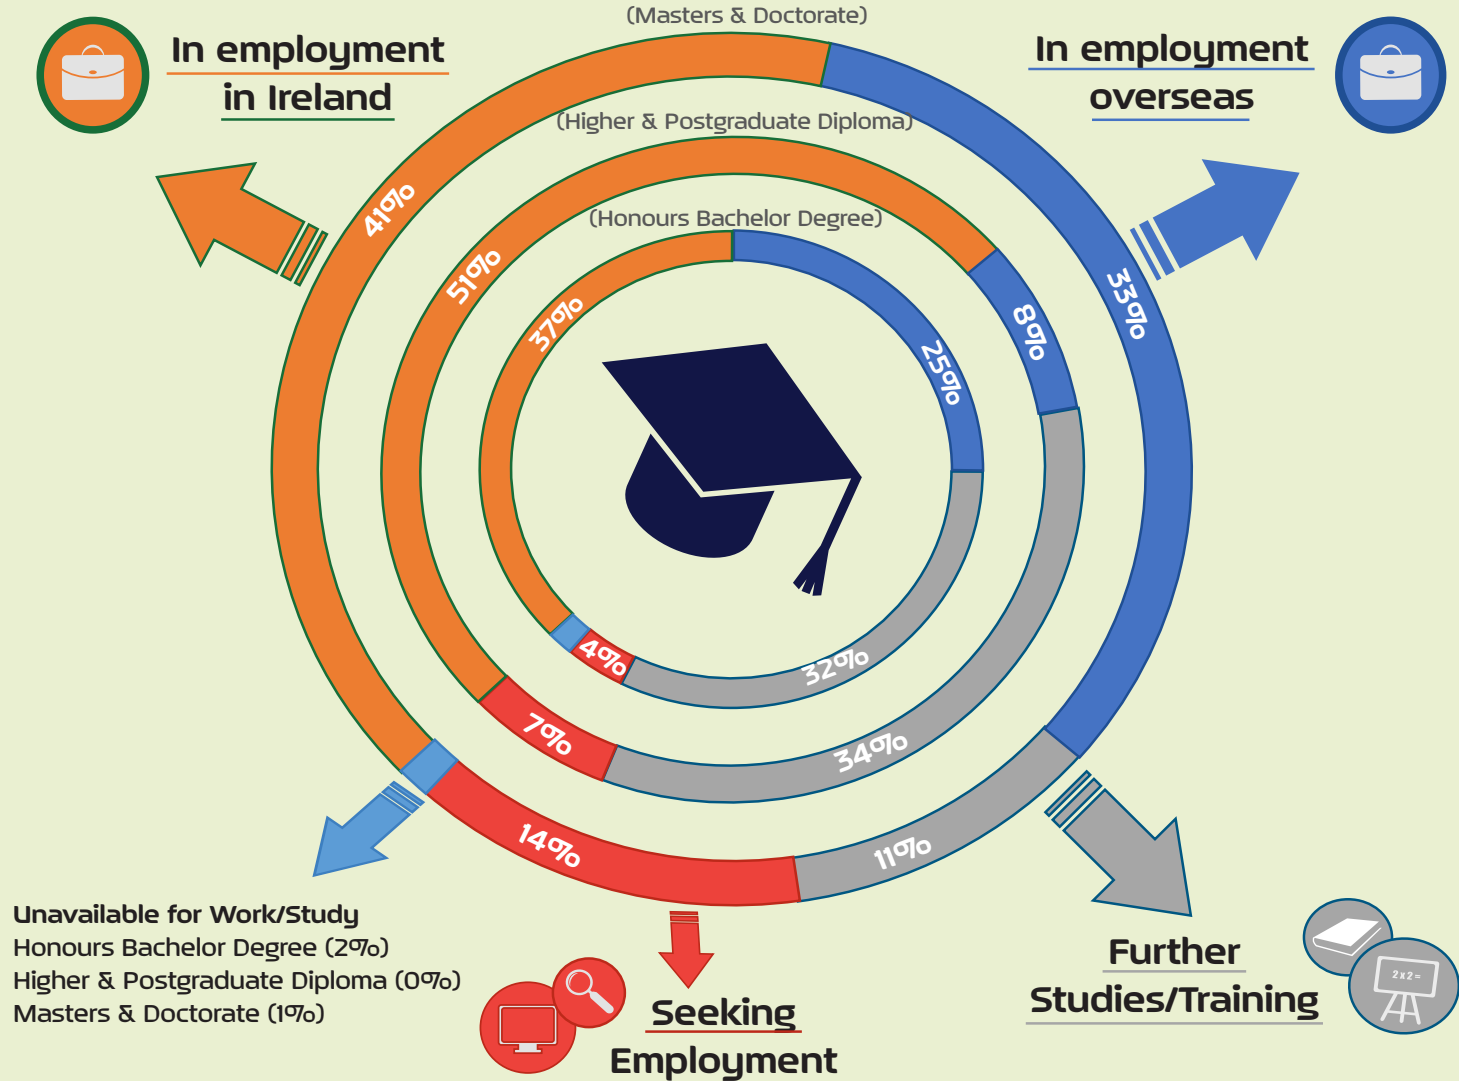 (Masters & Doctorate)
In employment
in Ireland
In employment
overseas
(Higher & Postgraduate Diploma)
(Honours Bachelor Degree)
41%
51%
37%
25%
8%
33%
4%
32%
7%
34%
14%
11%
Unavailable for Work/Study
Honours Bachelor Degree (2%)
Higher & Postgraduate Diploma (0%)
Masters & Doctorate (1%)
Seeking
Employment
Further
Studies/Training
2x2=